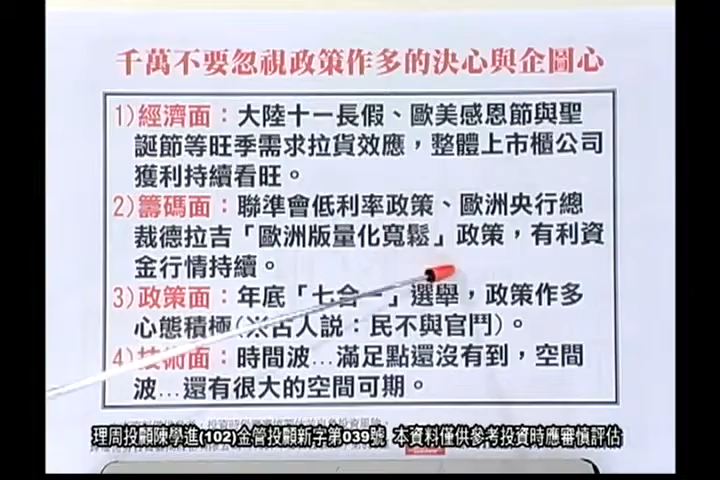 千萬不要忽視政策作多的決心與企圖心
1)經濟面：大陸十一長假、歐美感恩節與聖
誕節等旺季需求拉貨效應，整體上市櫃公司
獲利持續看旺。
2)籌碼面：聯準會低利率政策、歐洲央行總
裁德拉吉「歐洲版量化寬鬆」政策，有利資
金行情持續。
3)政策面：年底「七合一」選舉，政策作多
心態積極(※古人說：民不與官鬥)。
4)技術面：時間波…滿足點還沒有到，空間
波…還有很大的空間可期。
理周投顧陳學進(102)金管投顧新字第039號 本資料僅供參考投資時應審慎評估